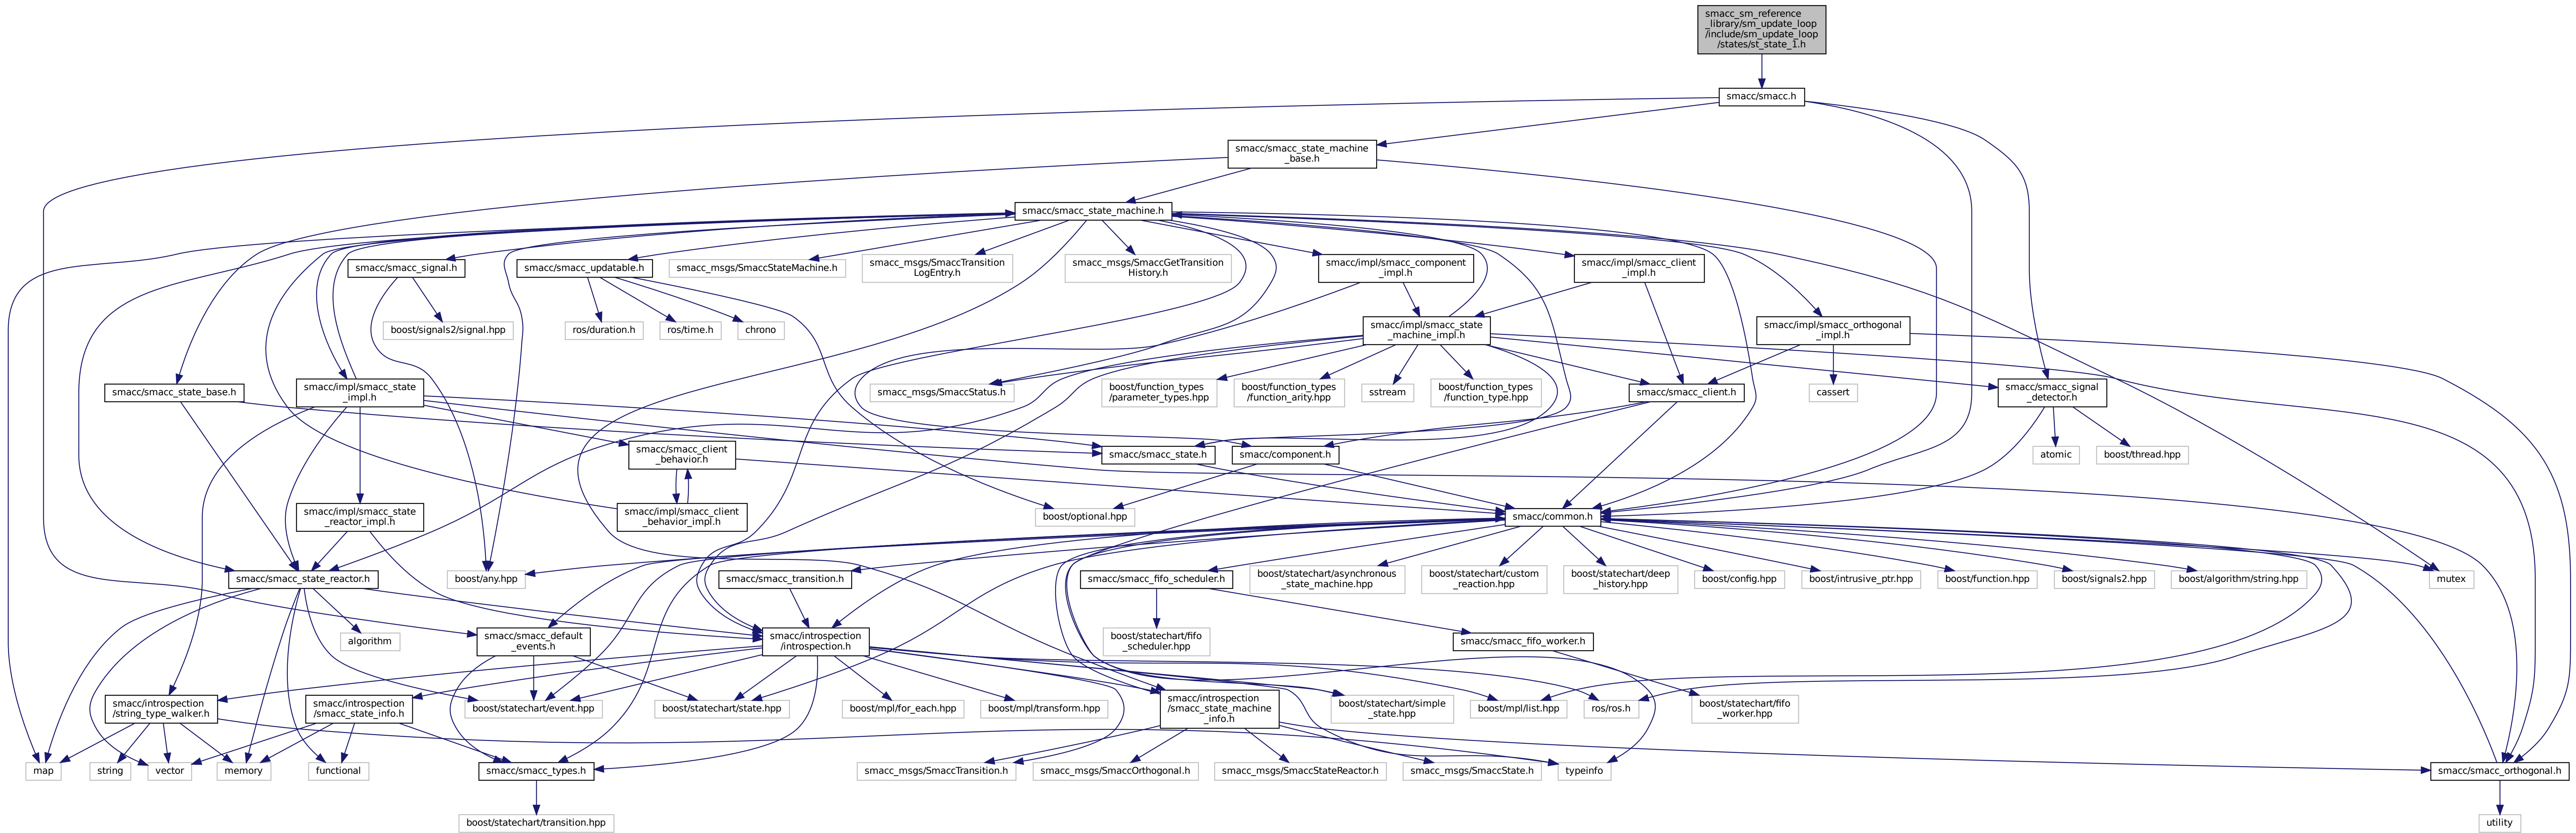 smacc_sm_reference
_library/sm_update_loop
/include/sm_update_loop
/states/st_state_1.h
smacc/smacc.h
smacc/smacc_state_machine
_base.h
smacc/smacc_state_machine.h
smacc/smacc_signal.h
smacc/smacc_updatable.h
smacc_msgs/SmaccStateMachine.h
smacc_msgs/SmaccTransition
LogEntry.h
smacc_msgs/SmaccGetTransition
History.h
smacc/impl/smacc_component
_impl.h
smacc/impl/smacc_client
_impl.h
boost/signals2/signal.hpp
ros/duration.h
ros/time.h
chrono
smacc/impl/smacc_state
_machine_impl.h
smacc/impl/smacc_orthogonal
_impl.h
smacc/smacc_state_base.h
smacc/impl/smacc_state
_impl.h
smacc_msgs/SmaccStatus.h
boost/function_types
/parameter_types.hpp
boost/function_types
/function_arity.hpp
sstream
boost/function_types
/function_type.hpp
smacc/smacc_client.h
cassert
smacc/smacc_signal
_detector.h
smacc/smacc_client
_behavior.h
smacc/smacc_state.h
smacc/component.h
atomic
boost/thread.hpp
smacc/impl/smacc_state
_reactor_impl.h
smacc/impl/smacc_client
_behavior_impl.h
boost/optional.hpp
smacc/common.h
smacc/smacc_state_reactor.h
boost/any.hpp
smacc/smacc_transition.h
smacc/smacc_fifo_scheduler.h
boost/statechart/asynchronous
_state_machine.hpp
boost/statechart/custom
_reaction.hpp
boost/statechart/deep
_history.hpp
boost/config.hpp
boost/intrusive_ptr.hpp
boost/function.hpp
boost/signals2.hpp
boost/algorithm/string.hpp
mutex
algorithm
smacc/smacc_default
_events.h
smacc/introspection
/introspection.h
boost/statechart/fifo
_scheduler.hpp
smacc/smacc_fifo_worker.h
smacc/introspection
/string_type_walker.h
smacc/introspection
/smacc_state_info.h
boost/statechart/event.hpp
boost/statechart/state.hpp
boost/mpl/for_each.hpp
boost/mpl/transform.hpp
smacc/introspection
/smacc_state_machine
_info.h
boost/statechart/simple
_state.hpp
boost/mpl/list.hpp
ros/ros.h
boost/statechart/fifo
_worker.hpp
map
string
vector
memory
functional
smacc/smacc_types.h
smacc_msgs/SmaccTransition.h
smacc_msgs/SmaccOrthogonal.h
smacc_msgs/SmaccStateReactor.h
smacc_msgs/SmaccState.h
typeinfo
smacc/smacc_orthogonal.h
boost/statechart/transition.hpp
utility